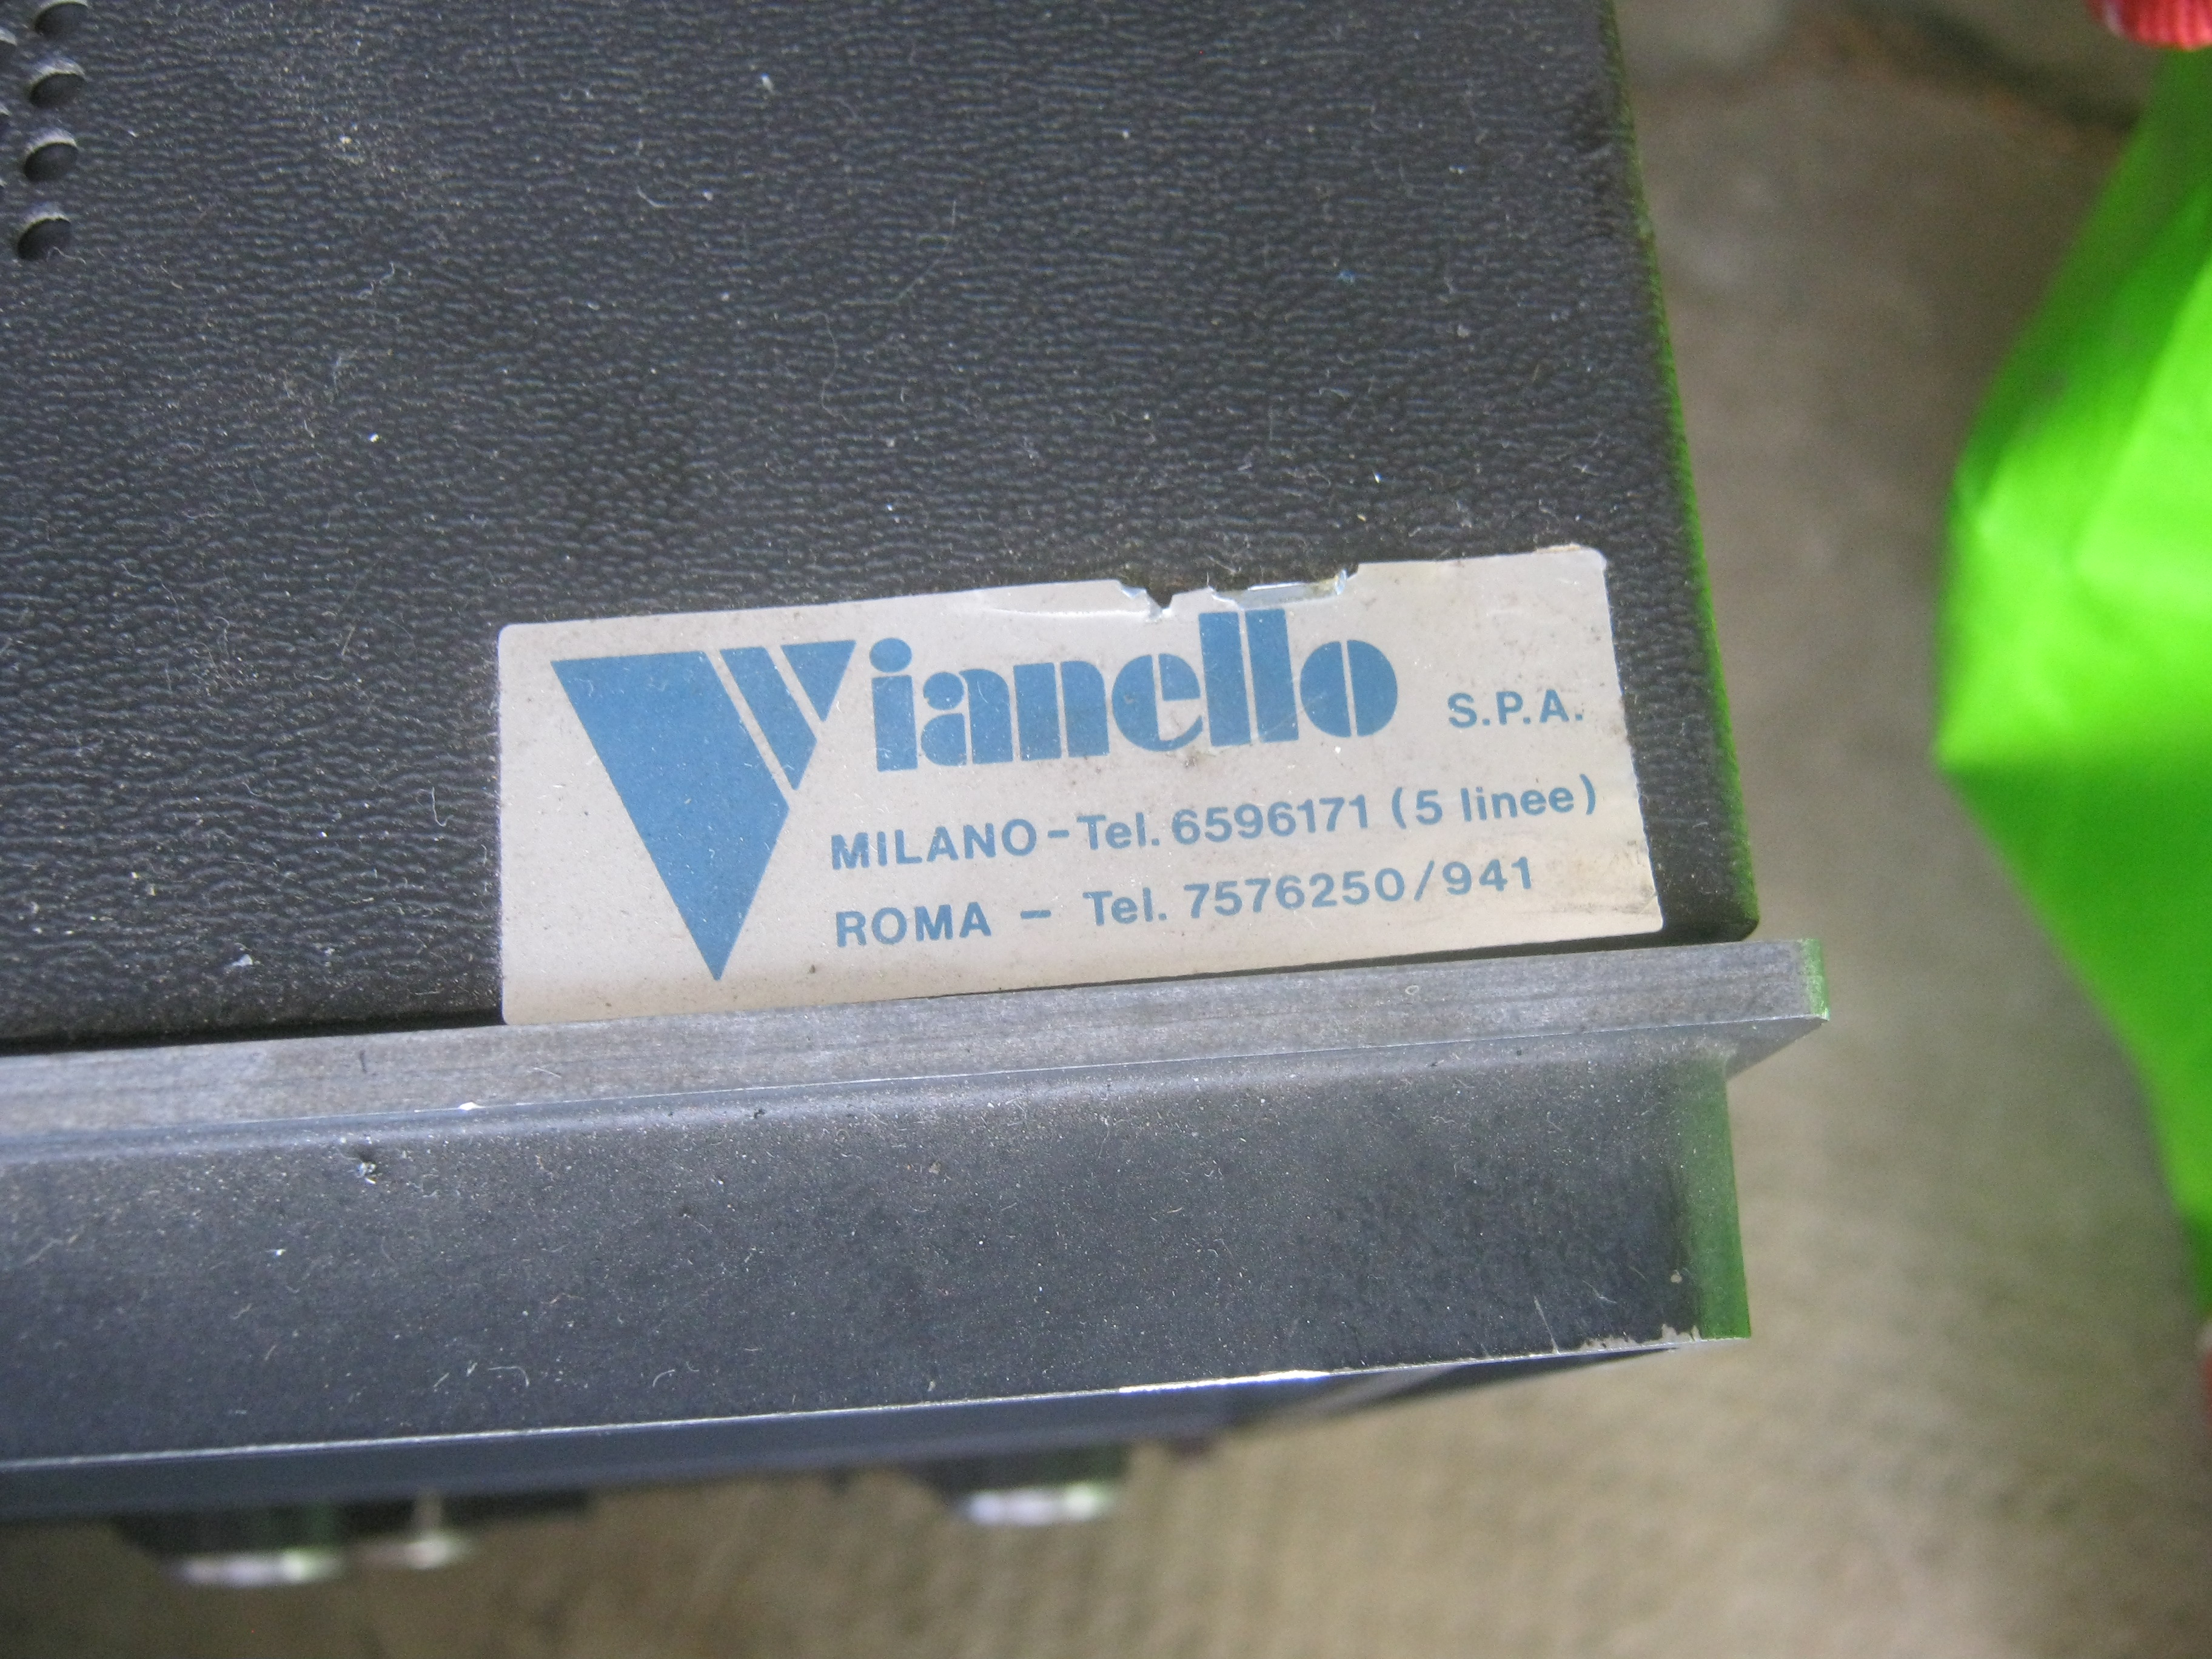 Vianello S.P.A.
MILANO-Tel. 6596171 (5 linee)
ROMA - Tel. 7576250/941